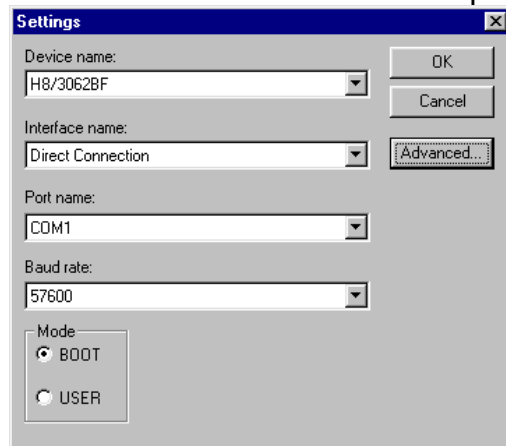 Settings
Device name:
H8/3062BF
OK
Cancel
Interface name:
Direct Connection
Advanced...
Port name:
COM1
Baud rate:
57600
Mode
BOOT
USER